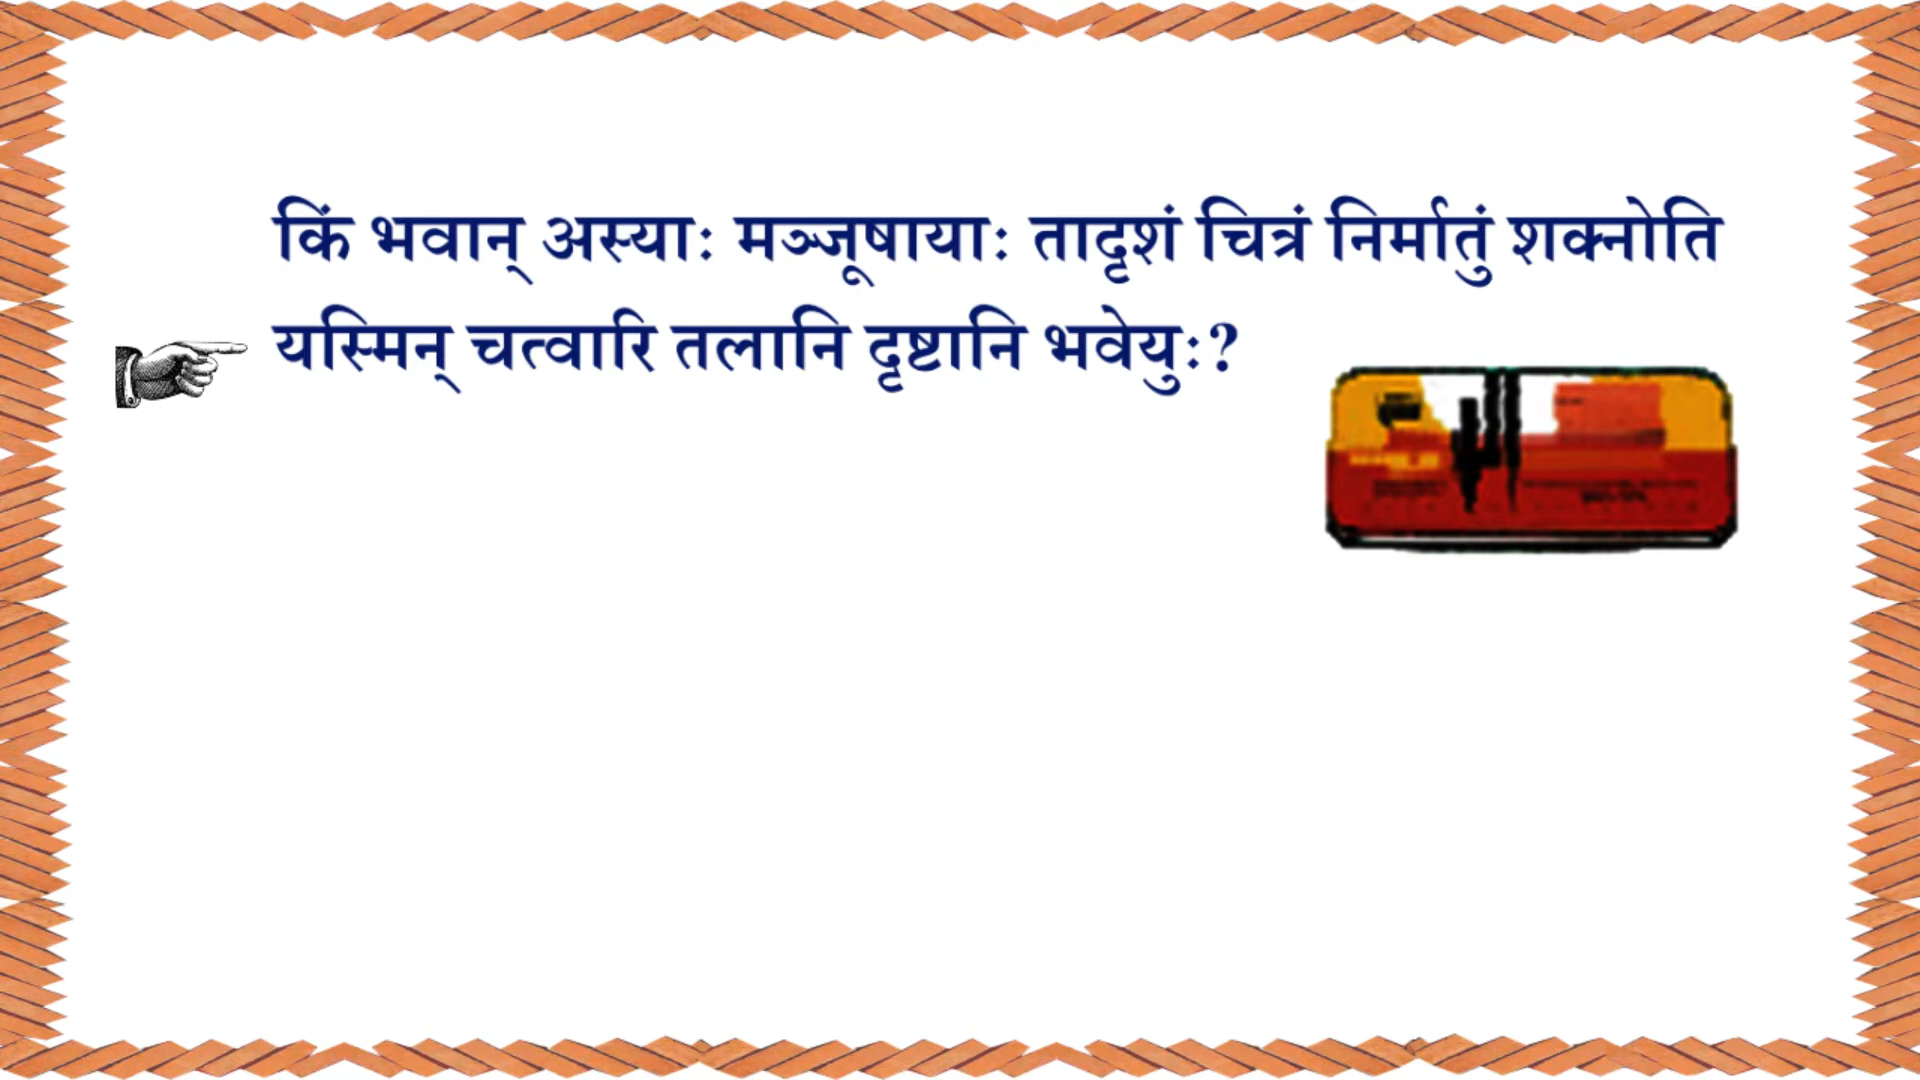 किं भवान् अस्याः मञ्जूषायाः तादृशं चित्रं निर्मातुं शक्नोति
यस्मिन् चत्वारि तलानि दृष्टानि भवेयुः?